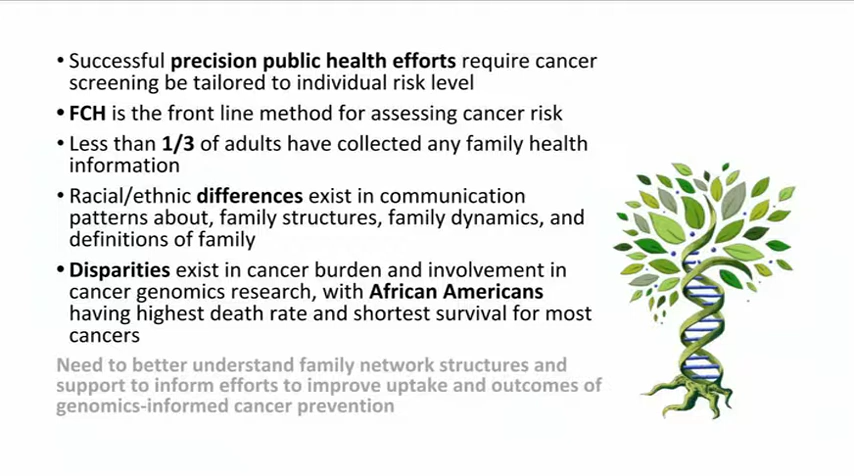 • Successful precision public health efforts require cancer
screening be tailored to individual risk level
• FCH is the front line method for assessing cancer risk
• Less than 1/3 of adults have collected any family health
information
• Racial/ethnic differences exist in communication
patterns about, family structures, family dynamics, and
definitions of family
• Disparities exist in cancer burden and involvement in
cancer genomics research, with African Americans
having highest death rate and shortest survival for most
cancers
Need to better understand family network structures and
support to inform efforts to improve uptake and outcomes of
genomics-informed cancer prevention